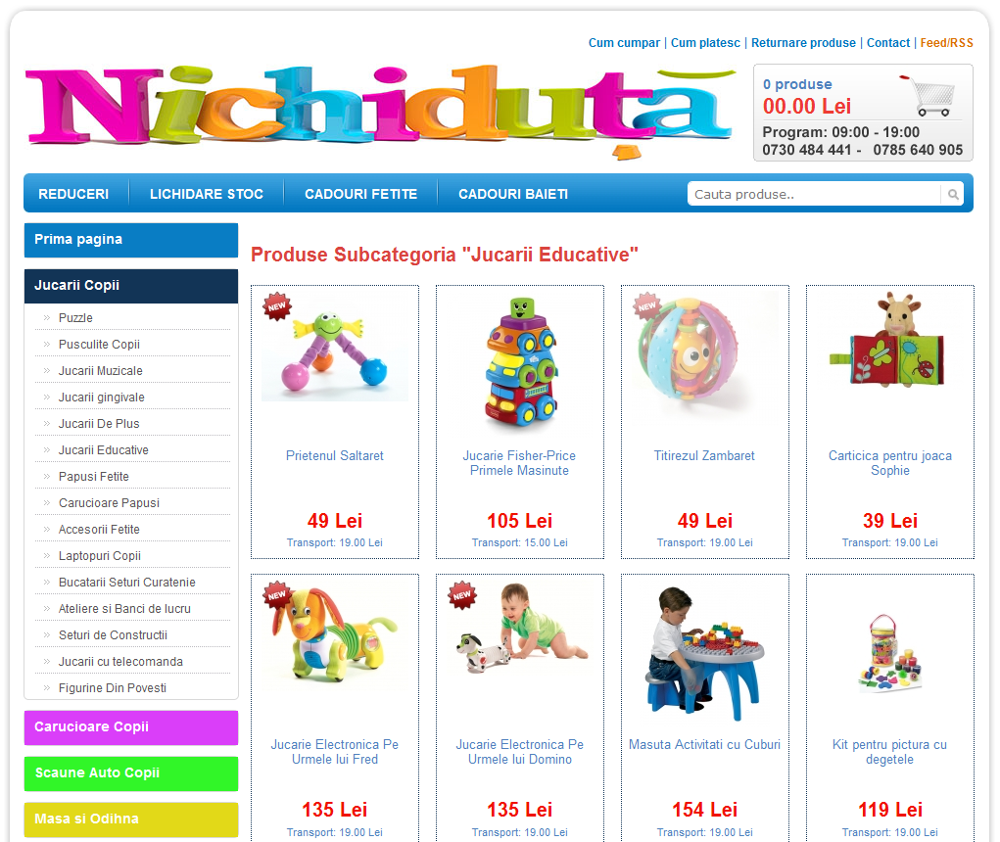 Cum cumpar | Cum platesc | Returnare produse | Contact | Feed/RSS
Nichiduță
0 produse
00.00 Lei
Program: 09:00 - 19:00
0730 484 441 - 0785 640 905
REDUCERI
LICHIDARE STOC
CADOURI FETITE
CADOURI BAIETI
Cauta produse..
Prima pagina
Jucarii Copii
Puzzle
Pusculite Copii
Jucarii Muzicale
Jucarii gingivale
Jucarii De Plus
Jucarii Educative
Papusi Fetite
Carucioare Papusi
Accesorii Fetite
Laptopuri Copii
Bucatarii Seturi Curatenie
Ateliere si Banci de lucru
Seturi de Constructii
Jucarii cu telecomanda
Figurine Din Povesti
Carucioare Copii
Scaune Auto Copii
Masa si Odihna
Produse Subcategoria "Jucarii Educative"
NEW
Prietenul Saltaret
49 Lei
Transport: 19.00 Lei
Jucarie Fisher-Price
Primele Masinute
105 Lei
Transport: 15.00 Lei
NEW
Titirezul Zambaret
49 Lei
Transport: 19.00 Lei
Carticica pentru joaca
Sophie
39 Lei
Transport: 19.00 Lei
NEW
Jucarie Electronica Pe
Urmele lui Fred
135 Lei
Transport: 19.00 Lei
NEW
Jucarie Electronica Pe
Urmele lui Domino
135 Lei
Transport: 19.00 Lei
Masuta Activitati cu Cuburi
154 Lei
Transport: 19.00 Lei
Kit pentru pictura cu
degetele
119 Lei
Transport: 19.00 Lei